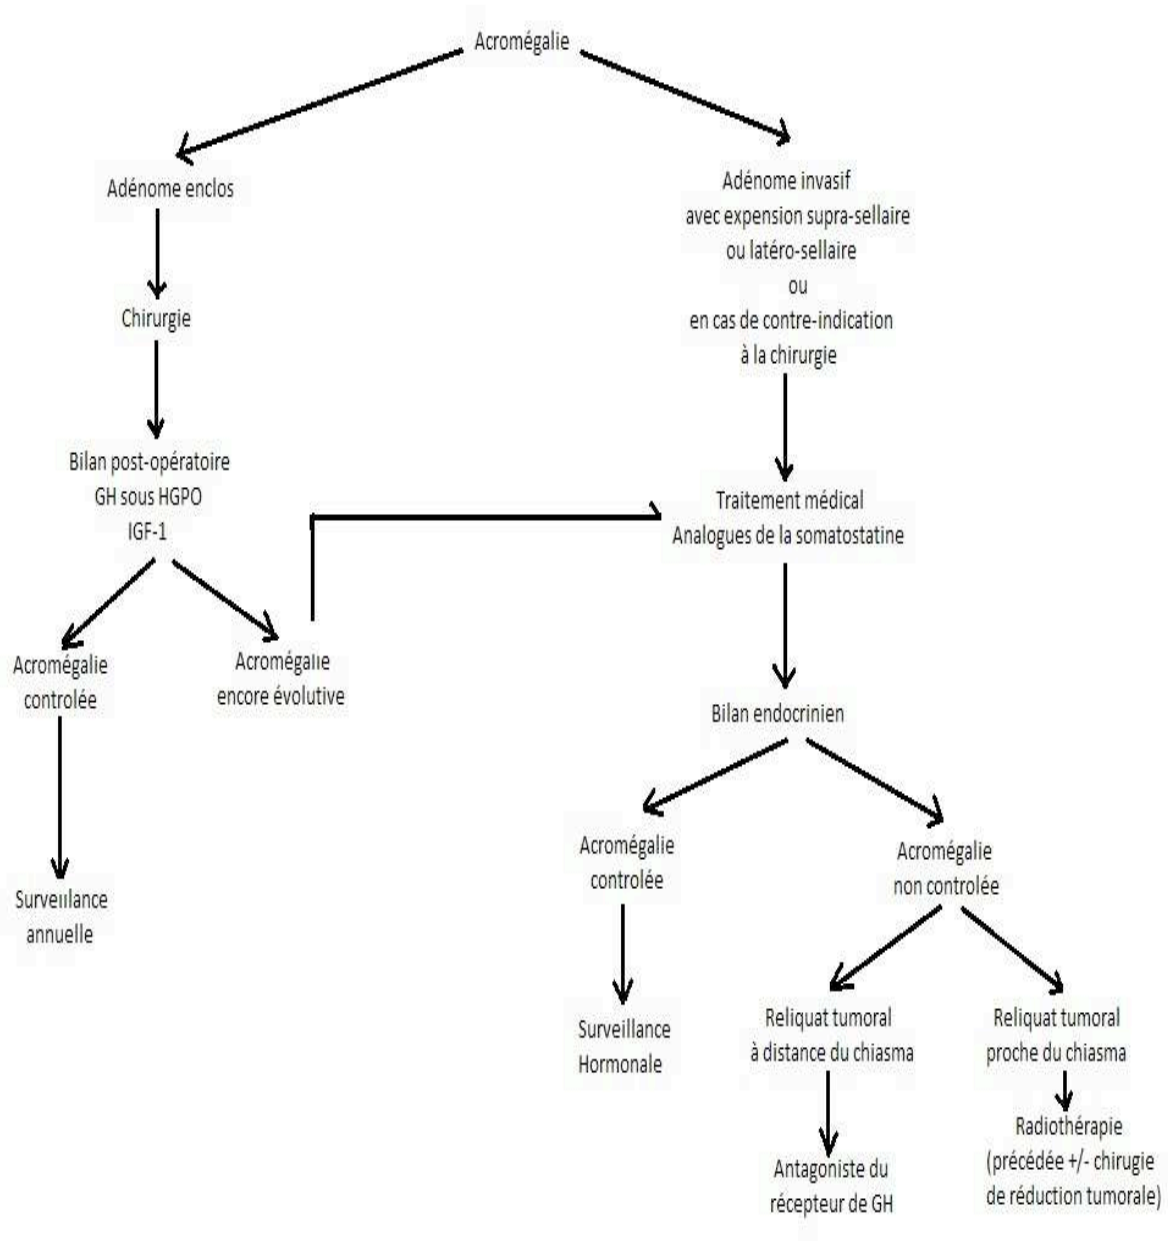 Acromégalie
Adénome enclos
Chirurgie
Bilan post-opératoire
GH sous HGPO
IGF-1
Acromégalie
controlée
Acromégalie
encore évolutive
Surveillance
annuelle
Adénome invasif
avec expension supra-sellaire
ou latéro-sellaire
ou
en cas de contre-indication
à la chirurgie
Traitement médical
Analogues de la somatostatine
Bilan endocrinien
Acromégalie
controlée
Surveillance
Hormonale
Acromégalie
non controlée
Reliquat tumoral
à distance du chiasma
Antagoniste du
récepteur de GH
Reliquat tumoral
proche du chiasma
Radiothérapie
(précédée +/- chirugie
de réduction tumorale)